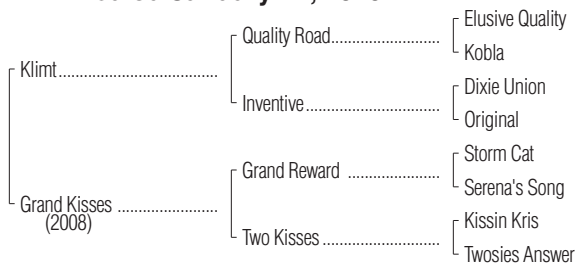 Elusive Quality
Quality Road
Kobla
Klimt
Dixie Union
Inventive
Original
Storm Cat
Grand Reward
Serena's Song
Grand Kisses
(2008)
Kissin Kris
Two Kisses
Twosies Answer